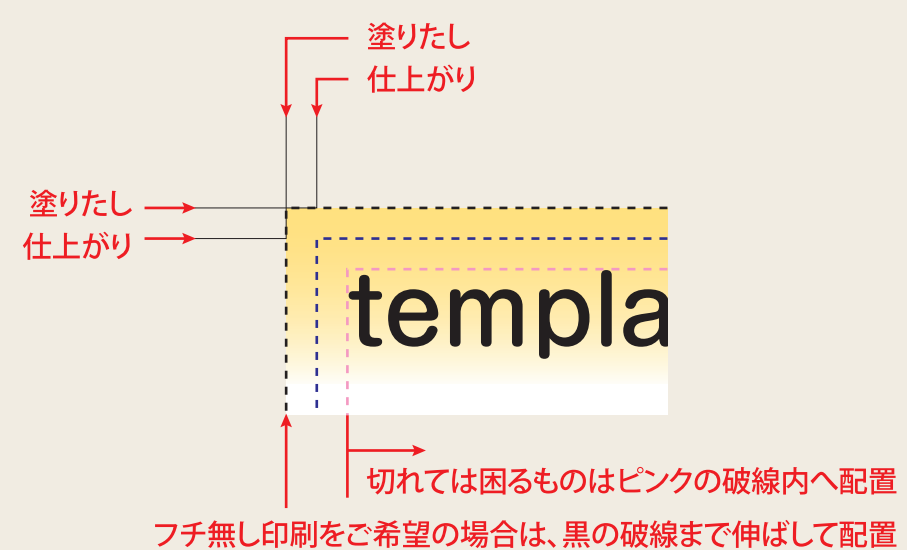 塗りたし
仕上がり
塗りたし
仕上がり
templa
切れては困るものはピンクの破線内へ配置
フチ無し印刷をご希望の場合は、黒の破線まで伸ばして配置